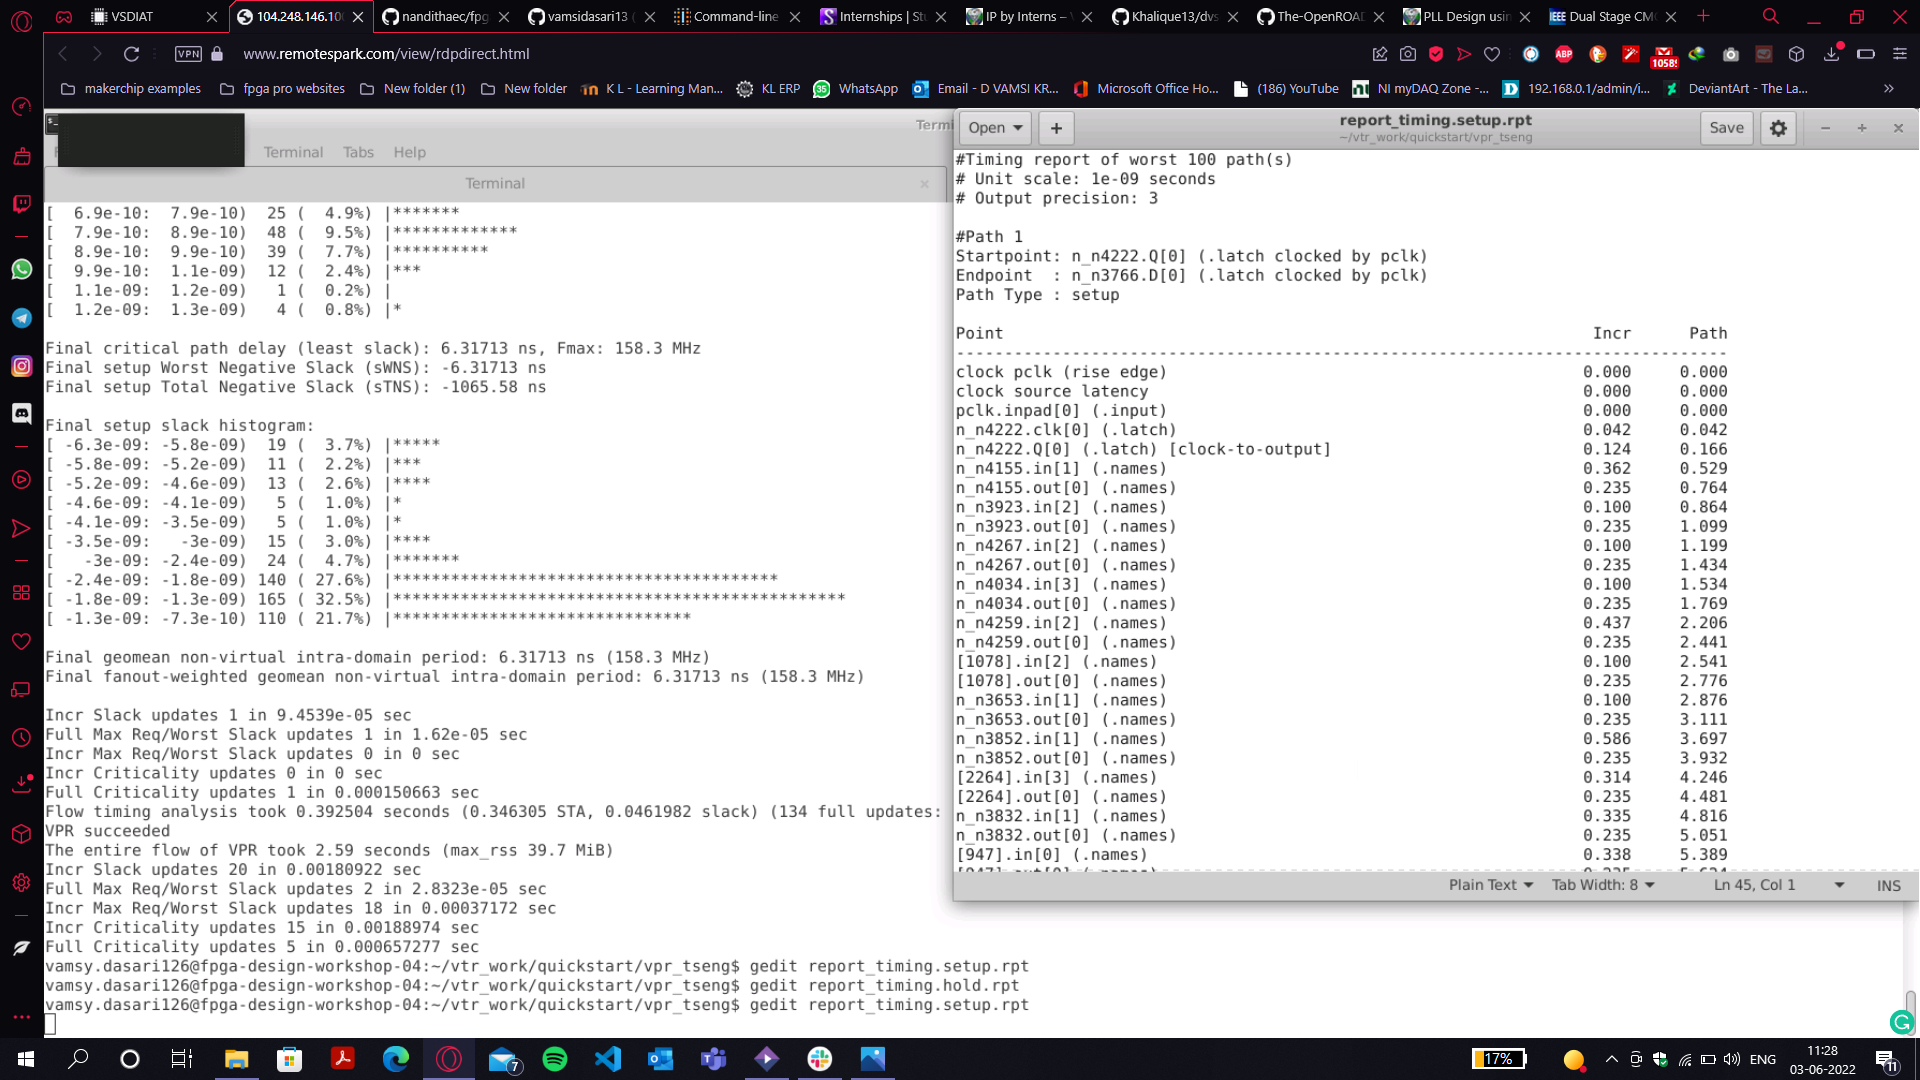 VSDIAT
104.248.146.10
nandithaec/fpg
vamsidasari13 (
Command-line
Internships | Stu
IP by Interns – V
Khalique13/dvs
The-OpenROAD
PLL Design usin
IEEE Dual Stage CMO
VPN www.remotespark.com/view/rdpdirect.html
ABP
1058
makerchip examples
fpga pro websites
New folder (1)
New folder
K L - Learning Man...
KL ERP
35 WhatsApp
Email - D VAMSI KR...
Microsoft Office Ho...
(186) YouTube
NI myDAQ Zone -...
192.168.0.1/admin/i...
DeviantArt - The La...
Termi
Terminal Tabs Help
Terminal
[  6.9e-10:  7.9e-10)  25 (  4.9%) |*******
[  7.9e-10:  8.9e-10)  48 (  9.5%) |*************
[  8.9e-10:  9.9e-10)  39 (  7.7%) |**********
[  9.9e-10:  1.1e-09)  12 (  2.4%) |***
[  1.1e-09:  1.2e-09)   1 (  0.2%) |
[  1.2e-09:  1.3e-09)   4 (  0.8%) |*
Final critical path delay (least slack): 6.31713 ns, Fmax: 158.3 MHz
Final setup Worst Negative Slack (sWNS): -6.31713 ns
Final setup Total Negative Slack (sTNS): -1065.58 ns
Final setup slack histogram:
[ -6.3e-09: -5.8e-09)  19 (  3.7%) |*****
[ -5.8e-09: -5.2e-09)  11 (  2.2%) |***
[ -5.2e-09: -4.6e-09)  13 (  2.6%) |****
[ -4.6e-09: -4.1e-09)   5 (  1.0%) |*
[ -4.1e-09: -3.5e-09)   5 (  1.0%) |*
[ -3.5e-09:   -3e-09)  15 (  3.0%) |****
[   -3e-09: -2.4e-09)  24 (  4.7%) |*******
[ -2.4e-09: -1.8e-09) 140 ( 27.6%) |****************************************
[ -1.8e-09: -1.3e-09) 165 ( 32.5%) |***********************************************
[ -1.3e-09: -7.3e-10) 110 ( 21.7%) |*******************************
Final geomean non-virtual intra-domain period: 6.31713 ns (158.3 MHz)
Final fanout-weighted geomean non-virtual intra-domain period: 6.31713 ns (158.3 MHz)
Incr Slack updates 1 in 9.4539e-05 sec
Full Max Req/Worst Slack updates 1 in 1.62e-05 sec
Incr Max Req/Worst Slack updates 0 in 0 sec
Incr Criticality updates 0 in 0 sec
Full Criticality updates 1 in 0.000150663 sec
Flow timing analysis took 0.392504 seconds (0.346305 STA, 0.0461982 slack) (134 full updates:
VPR succeeded
The entire flow of VPR took 2.59 seconds (max_rss 39.7 MiB)
Incr Slack updates 20 in 0.00180922 sec
Full Max Req/Worst Slack updates 2 in 2.8323e-05 sec
Incr Max Req/Worst Slack updates 18 in 0.00037172 sec
Incr Criticality updates 15 in 0.00188974 sec
Full Criticality updates 5 in 0.000657277 sec
vamsy.dasari126@fpga-design-workshop-04:~/vtr_work/quickstart/vpr_tseng$ gedit report_timing.setup.rpt
vamsy.dasari126@fpga-design-workshop-04:~/vtr_work/quickstart/vpr_tseng$ gedit report_timing.hold.rpt
vamsy.dasari126@fpga-design-workshop-04:~/vtr_work/quickstart/vpr_tseng$ gedit report_timing.setup.rpt
Open
report_timing.setup.rpt
~/vtr_work/quickstart/vpr_tseng
Save
#Timing report of worst 100 path(s)
# Unit scale: 1e-09 seconds
# Output precision: 3
#Path 1
Startpoint: n_n4222.Q[0] (.latch clocked by pclk)
Endpoint  : n_n3766.D[0] (.latch clocked by pclk)
Path Type : setup
Point Incr Path
--------------------------------------------------------------------------------
clock pclk (rise edge) 0.000 0.000
clock source latency 0.000 0.000
pclk.inpad[0] (.input) 0.000 0.000
n_n4222.clk[0] (.latch) 0.042 0.042
n_n4222.Q[0] (.latch) [clock-to-output] 0.124 0.166
n_n4155.in[1] (.names) 0.362 0.529
n_n4155.out[0] (.names) 0.235 0.764
n_n3923.in[2] (.names) 0.100 0.864
n_n3923.out[0] (.names) 0.235 1.099
n_n4267.in[2] (.names) 0.100 1.199
n_n4267.out[0] (.names) 0.235 1.434
n_n4034.in[3] (.names) 0.100 1.534
n_n4034.out[0] (.names) 0.235 1.769
n_n4259.in[2] (.names) 0.437 2.206
n_n4259.out[0] (.names) 0.235 2.441
[1078].in[2] (.names) 0.100 2.541
[1078].out[0] (.names) 0.235 2.776
n_n3653.in[1] (.names) 0.100 2.876
n_n3653.out[0] (.names) 0.235 3.111
n_n3852.in[1] (.names) 0.586 3.697
n_n3852.out[0] (.names) 0.235 3.932
[2264].in[3] (.names) 0.314 4.246
[2264].out[0] (.names) 0.235 4.481
n_n3832.in[1] (.names) 0.335 4.816
n_n3832.out[0] (.names) 0.235 5.051
[947].in[0] (.names) 0.338 5.389
Plain Text Tab Width: 8 Ln 45, Col 1 INS
7
17%
ENG
11:28
03-06-2022
11